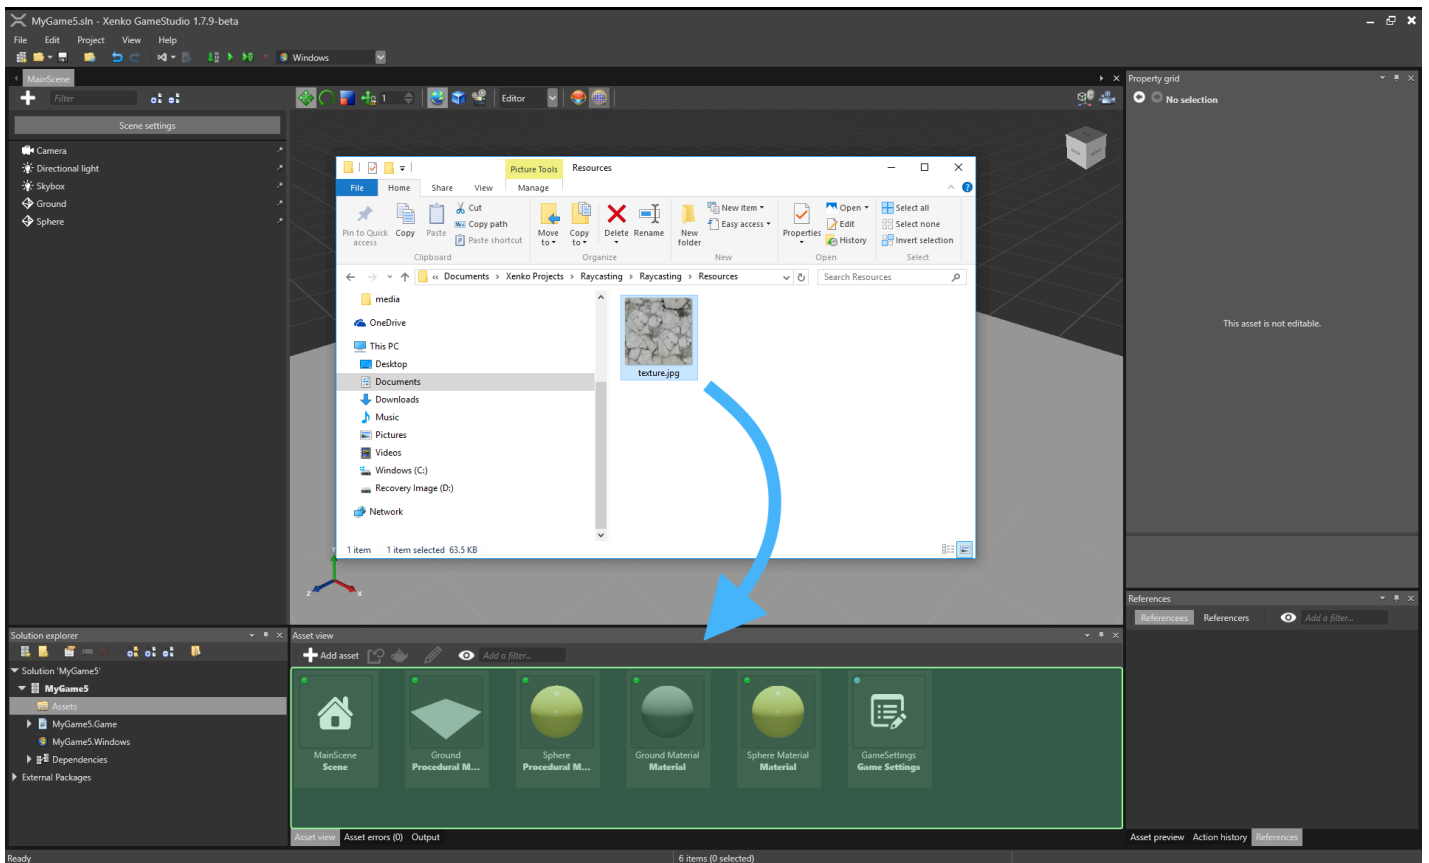 MyGame5.sln - Xenko GameStudio 1.7.9-beta
File Edit Project View Help
Windows
MainScene
Filter
1
Editor
Scene settings
Camera
Directional light
Skybox
Ground
Sphere
Property grid
No selection
This asset is not editable.
Picture Tools Resources
File Home Share View Manage
Pin to Quick access
Copy
Paste
Cut
Copy path
Paste shortcut
Clipboard
Move to
Copy to
Delete
Rename
Organize
New folder
New item
Easy access
New
Properties
Open
Edit
History
Open
Select all
Select none
Invert selection
Select
« Documents > Xenko Projects > Raycasting > Raycasting > Resources
Search Resources
media
OneDrive
This PC
Desktop
Documents
Downloads
Music
Pictures
Videos
Windows (C:)
Recovery Image (D:)
Network
texture.jpg
1 item 1 item selected 63.5 KB
Y
Z
X
References
Referencees Referencers Add a filter...
Solution explorer
Solution 'MyGame5'
MyGame5
Assets
MyGame5.Game
MyGame5.Windows
Dependencies
External Packages
Asset view
Add asset
Add a filter...
MainScene
Scene
Ground
Procedural M...
Sphere
Procedural M...
Ground Material
Material
Sphere Material
Material
GameSettings
Game Settings
Asset view Asset errors (0) Output
Asset preview Action history References
Ready
6 items (0 selected)